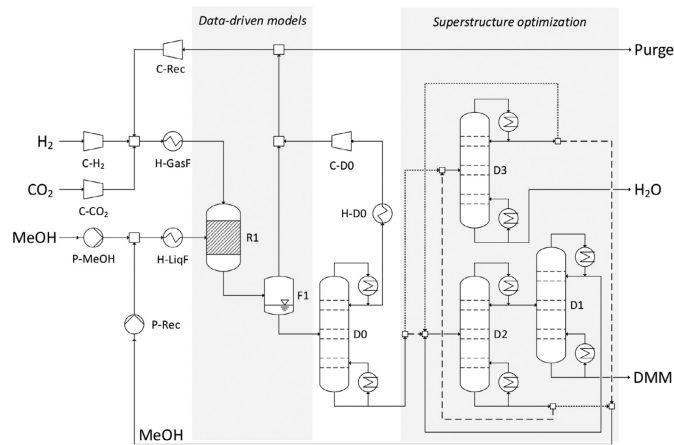 Data-driven models
Superstructure optimization
C-Rec
Purge
H₂
C-H₂
H-GasF
C-D0
D3
CO₂
C-CO₂
H-D0
H₂O
MeOH
P-MeOH
H-LiqF
R1
F1
D0
D2
D1
P-Rec
DMM
MeOH